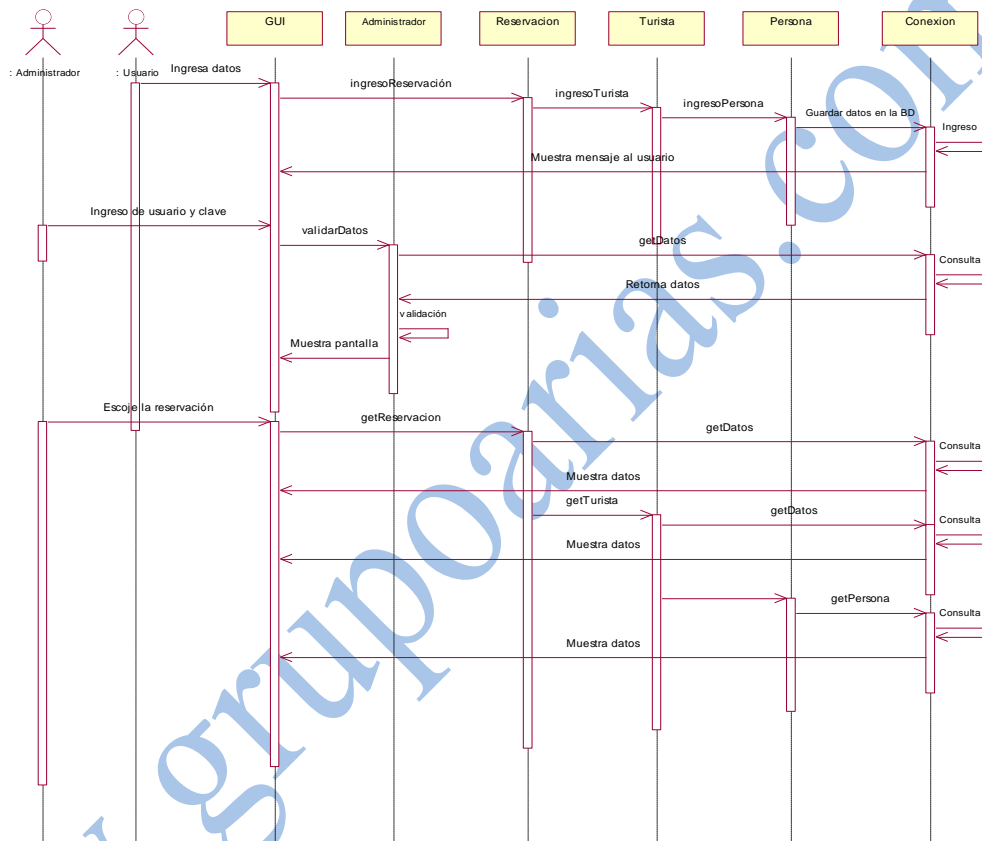 GUI
Administrador
Reservacion
Turista
Persona
Conexion
: Administrador
: Usuario
Ingresa datos
ingresoReservación
ingresoTurista
ingresoPersona
Guardar datos en la BD
Ingreso
Muestra mensaje al usuario
Ingreso de usuario y clave
validarDatos
getDatos
Consulta
Retorna datos
validación
Muestra pantalla
Escoje la reservación
getReservacion
getDatos
Consulta
Muestra datos
getTurista
getDatos
Consulta
Muestra datos
getPersona
Consulta
Muestra datos
grupoarias.com